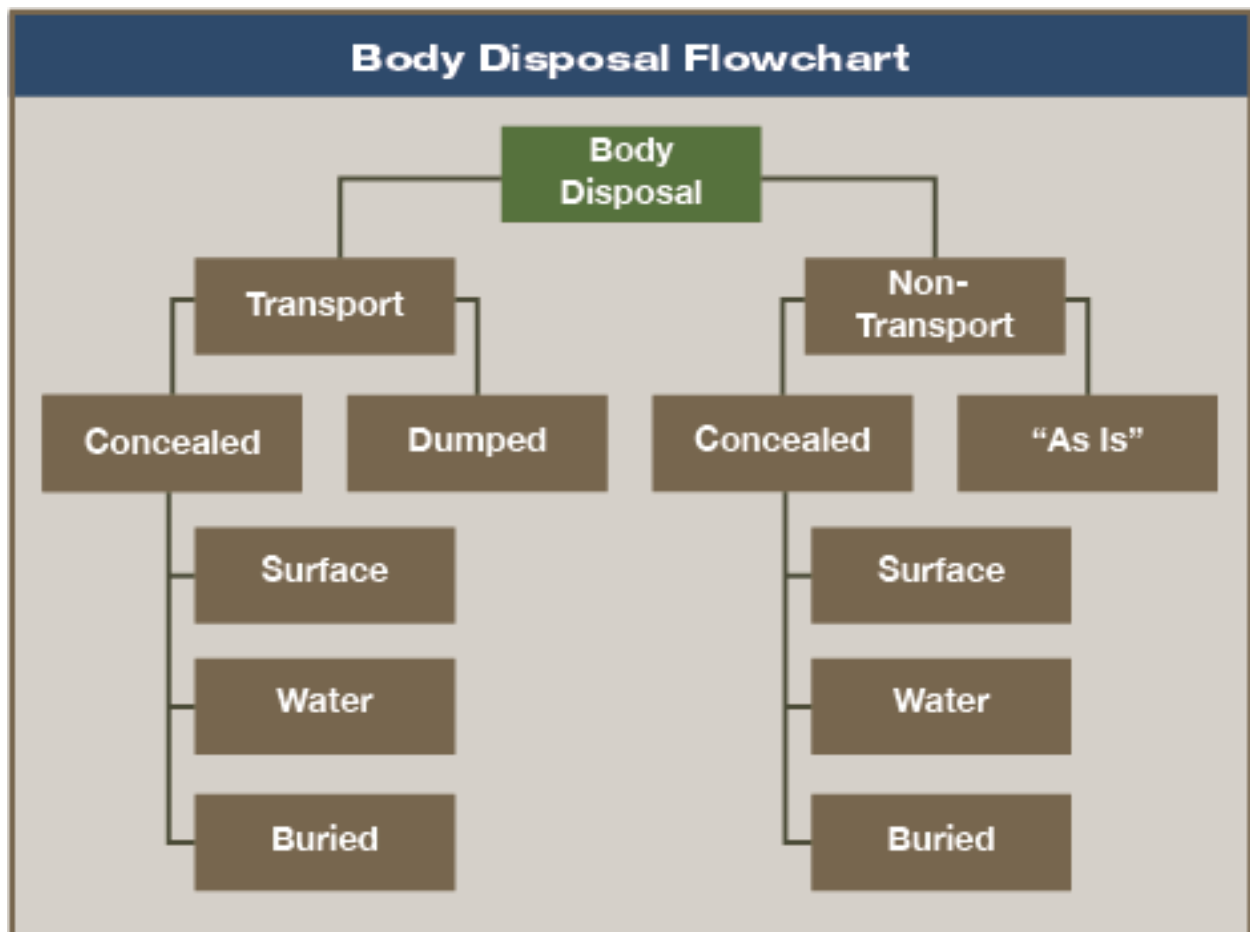 Body Disposal Flowchart
Body
Disposal
Transport
Non-
Transport
Concealed
Dumped
Concealed
“As Is”
Surface
Surface
Water
Water
Buried
Buried